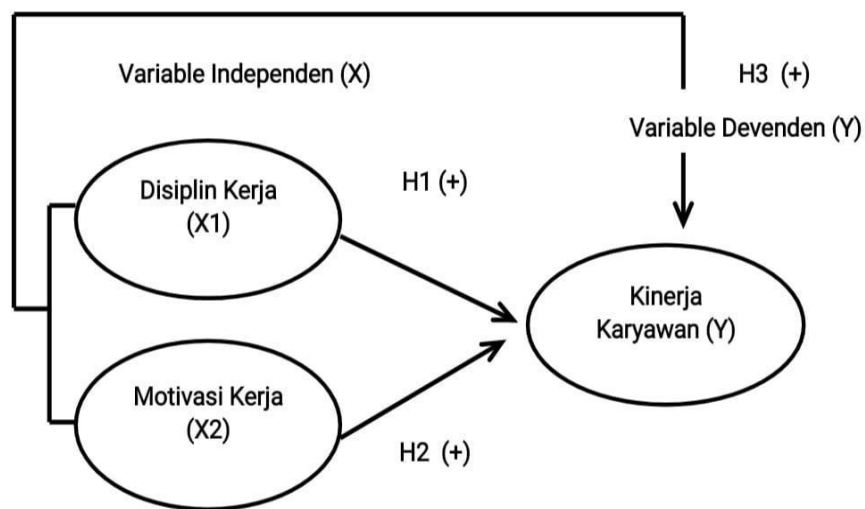 Variable Independen (X)
H3 (+)
Variable Devenden (Y)
Disiplin Kerja
(X1)
H1 (+)
Kinerja
Karyawan (Y)
Motivasi Kerja
(X2)
H2 (+)